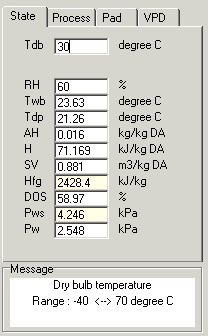 State Process Pad VPD
Tdb 30 degree C
RH 60 %
Twb 23.63 degree C
Tdp 21.26 degree C
AH 0.016 kg/kg DA
H 71.169 kJ/kg DA
SV 0.881 m3/kg DA
Hfg 2428.4 kJ/kg
DOS 58.97 %
Pws 4.246 kPa
Pw 2.548 kPa
Message
Dry bulb temperature
Range : -40 <--> 70 degree C